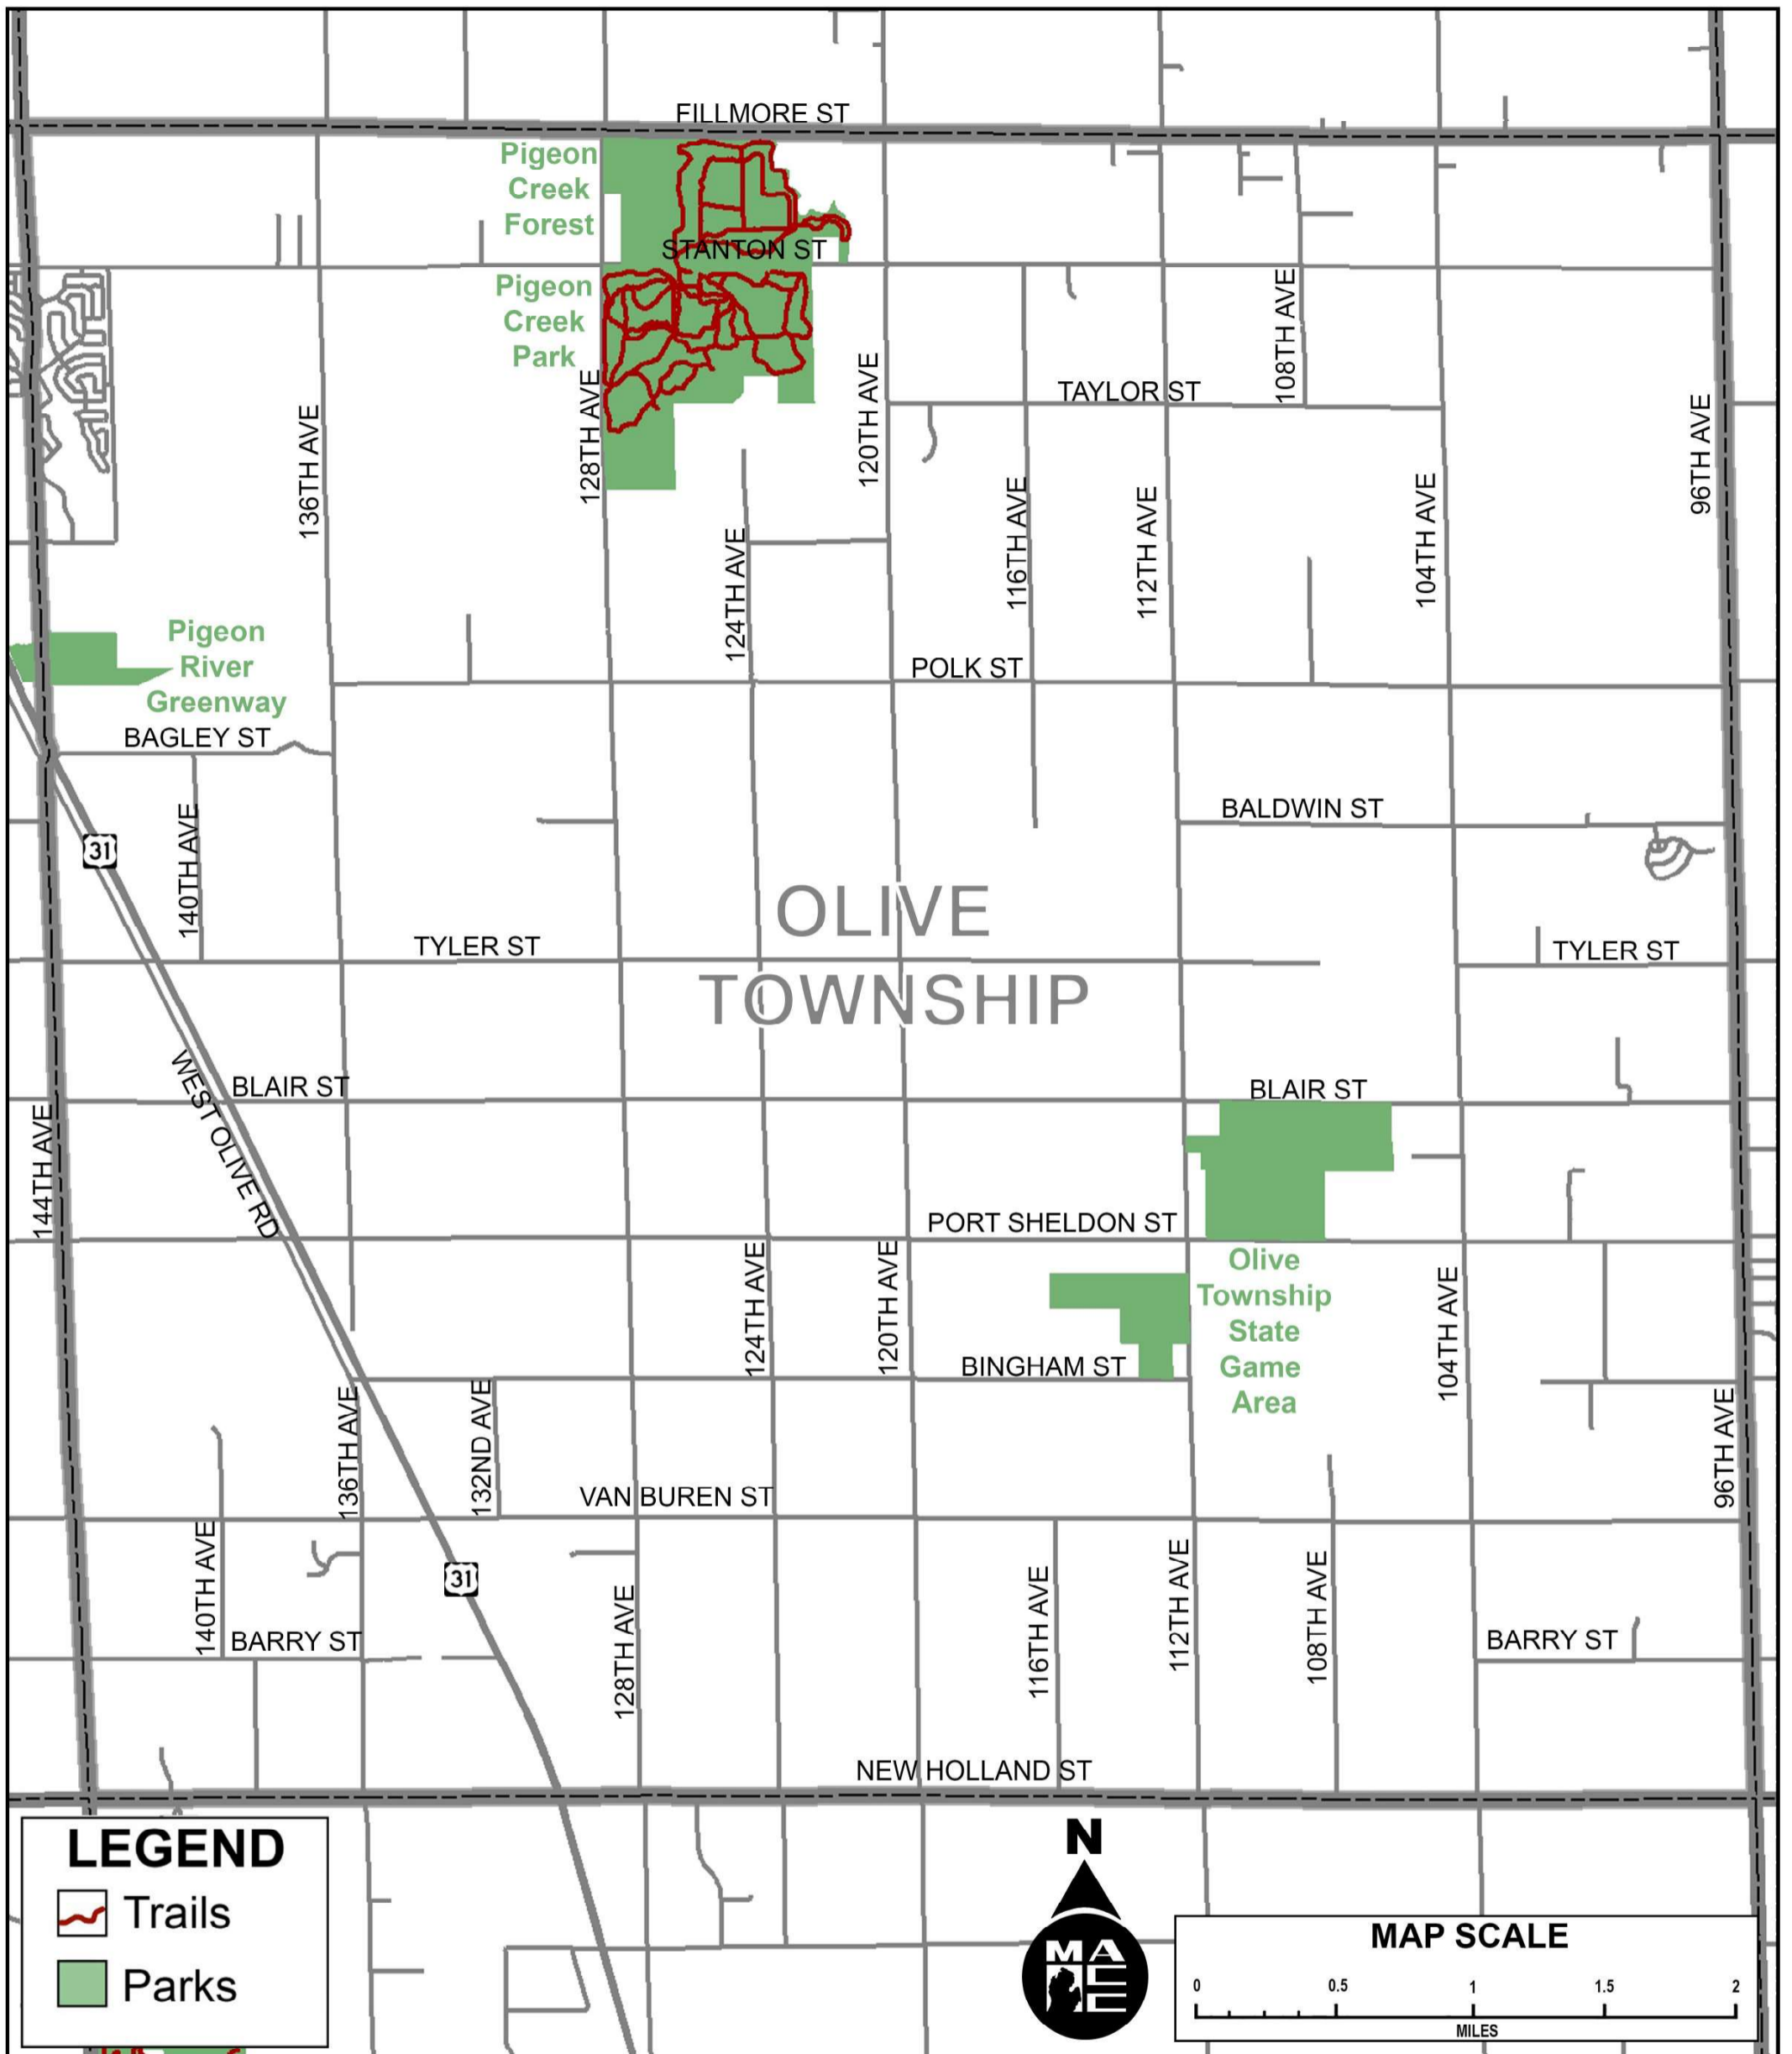 FILLMORE ST
Pigeon
Creek
Forest
STANTON ST
Pigeon
Creek
Park
108TH AVE
TAYLOR ST
120TH AVE
128TH AVE
136TH AVE
96TH AVE
116TH AVE
112TH AVE
104TH AVE
124TH AVE
Pigeon
River
Greenway
POLK ST
BAGLEY ST
BALDWIN ST
31
140TH AVE
OLIVE
TOWNSHIP
TYLER ST
TYLER ST
WEST OLIVE RD
BLAIR ST
BLAIR ST
144TH AVE
PORT SHELDON ST
124TH AVE
120TH AVE
Olive
Township
State
Game
Area
104TH AVE
BINGHAM ST
136TH AVE
132ND AVE
96TH AVE
VAN BUREN ST
31
140TH AVE
128TH AVE
116TH AVE
112TH AVE
108TH AVE
BARRY ST
BARRY ST
NEW HOLLAND ST
LEGEND
Trails
Parks
N
MA
EE
MAP SCALE
0 0.5 1 1.5 2
MILES